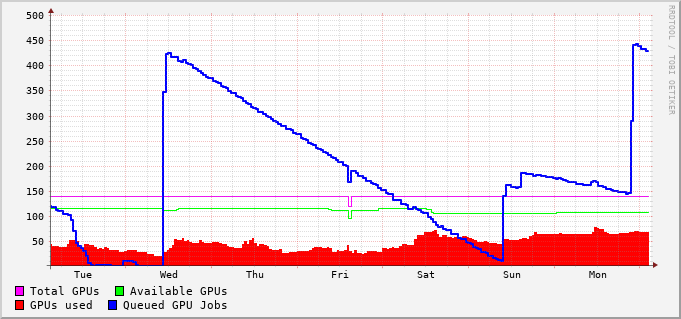 500
450
400
350
300
250
200
150
100
50
Tue Wed Thu Fri Sat Sun Mon
Total GPUs Available GPUs
GPUs used Queued GPU Jobs
RRDTOOL / TOBI OETIKER